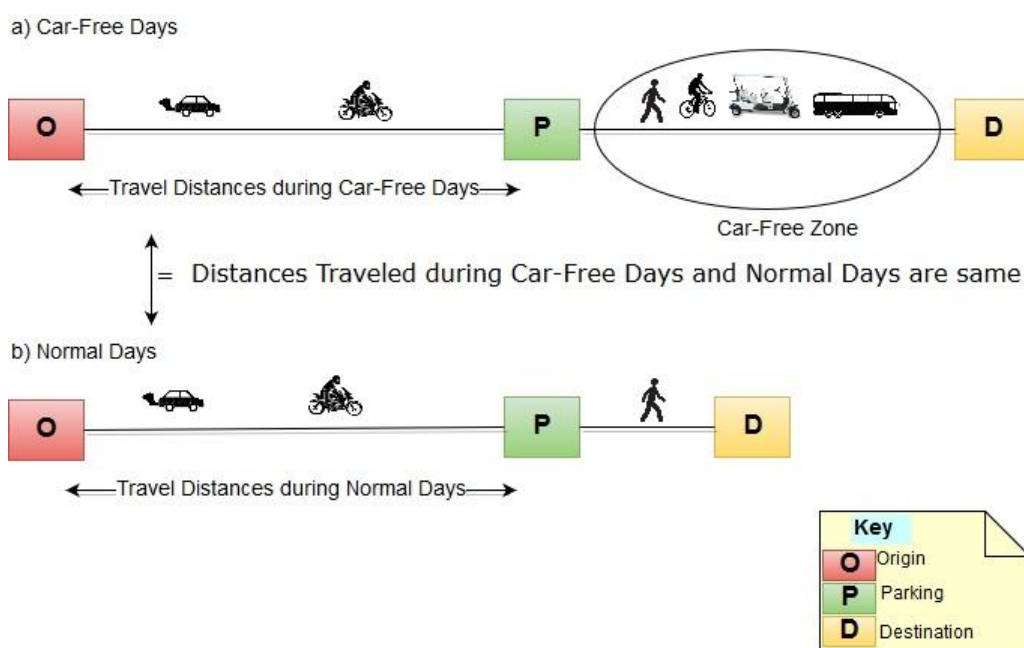 a) Car-Free Days
O
P
D
Travel Distances during Car-Free Days
Car-Free Zone
= Distances Traveled during Car-Free Days and Normal Days are same
b) Normal Days
O
P
D
Travel Distances during Normal Days
Key
O Origin
P Parking
D Destination